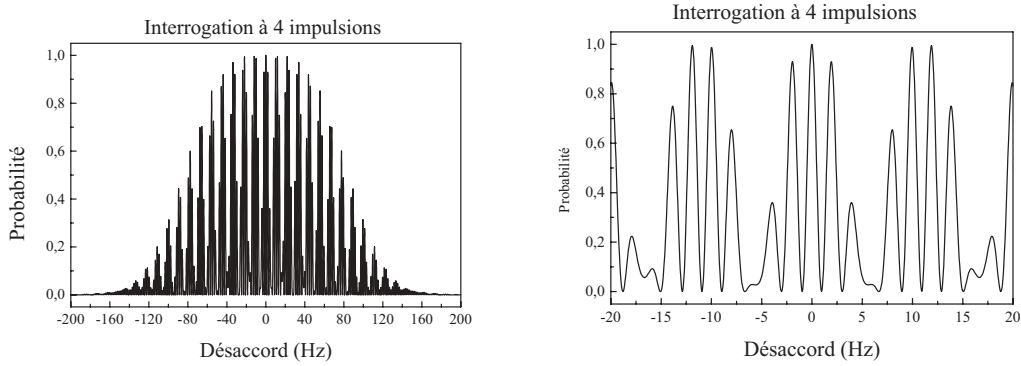 Interrogation à 4 impulsions
Probabilité
1,0
0,8
0,6
0,4
0,2
0,0
-200 -160 -120 -80 -40 0 40 80 120 160 200
Désaccord (Hz)
Interrogation à 4 impulsions
Probabilité
1,0
0,8
0,6
0,4
0,2
0,0
-20 -15 -10 -5 0 5 10 15 20
Désaccord (Hz)